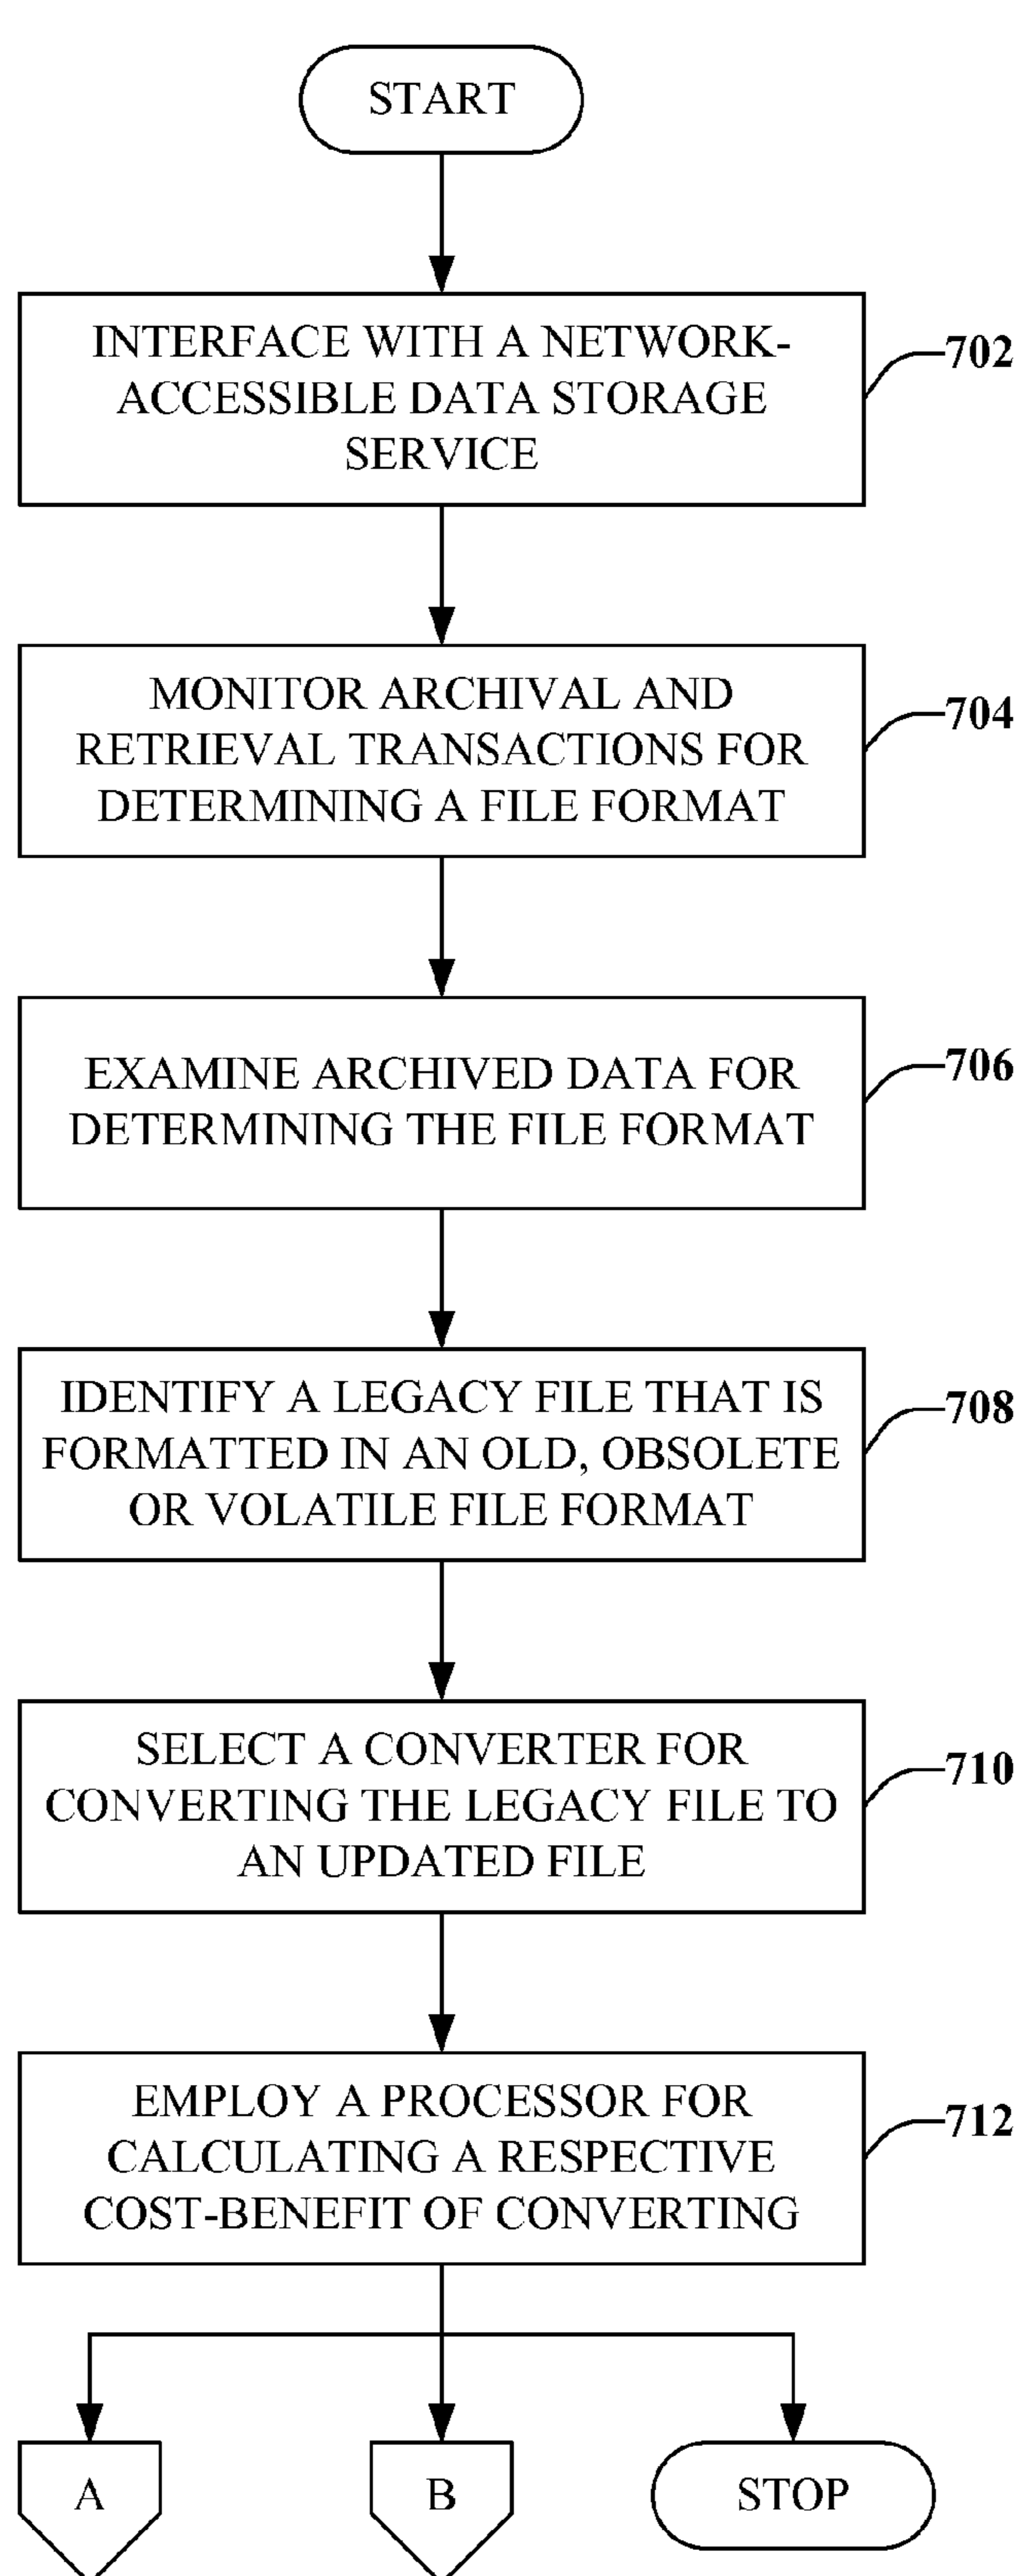 START
INTERFACE WITH A NETWORK-
ACCESSIBLE DATA STORAGE
SERVICE
702
MONITOR ARCHIVAL AND
RETRIEVAL TRANSACTIONS FOR
DETERMINING A FILE FORMAT
704
EXAMINE ARCHIVED DATA FOR
DETERMINING THE FILE FORMAT
706
IDENTIFY A LEGACY FILE THAT IS
FORMATTED IN AN OLD, OBSOLETE
OR VOLATILE FILE FORMAT
708
SELECT A CONVERTER FOR
CONVERTING THE LEGACY FILE TO
AN UPDATED FILE
710
EMPLOY A PROCESSOR FOR
CALCULATING A RESPECTIVE
COST-BENEFIT OF CONVERTING
712
A
B
STOP